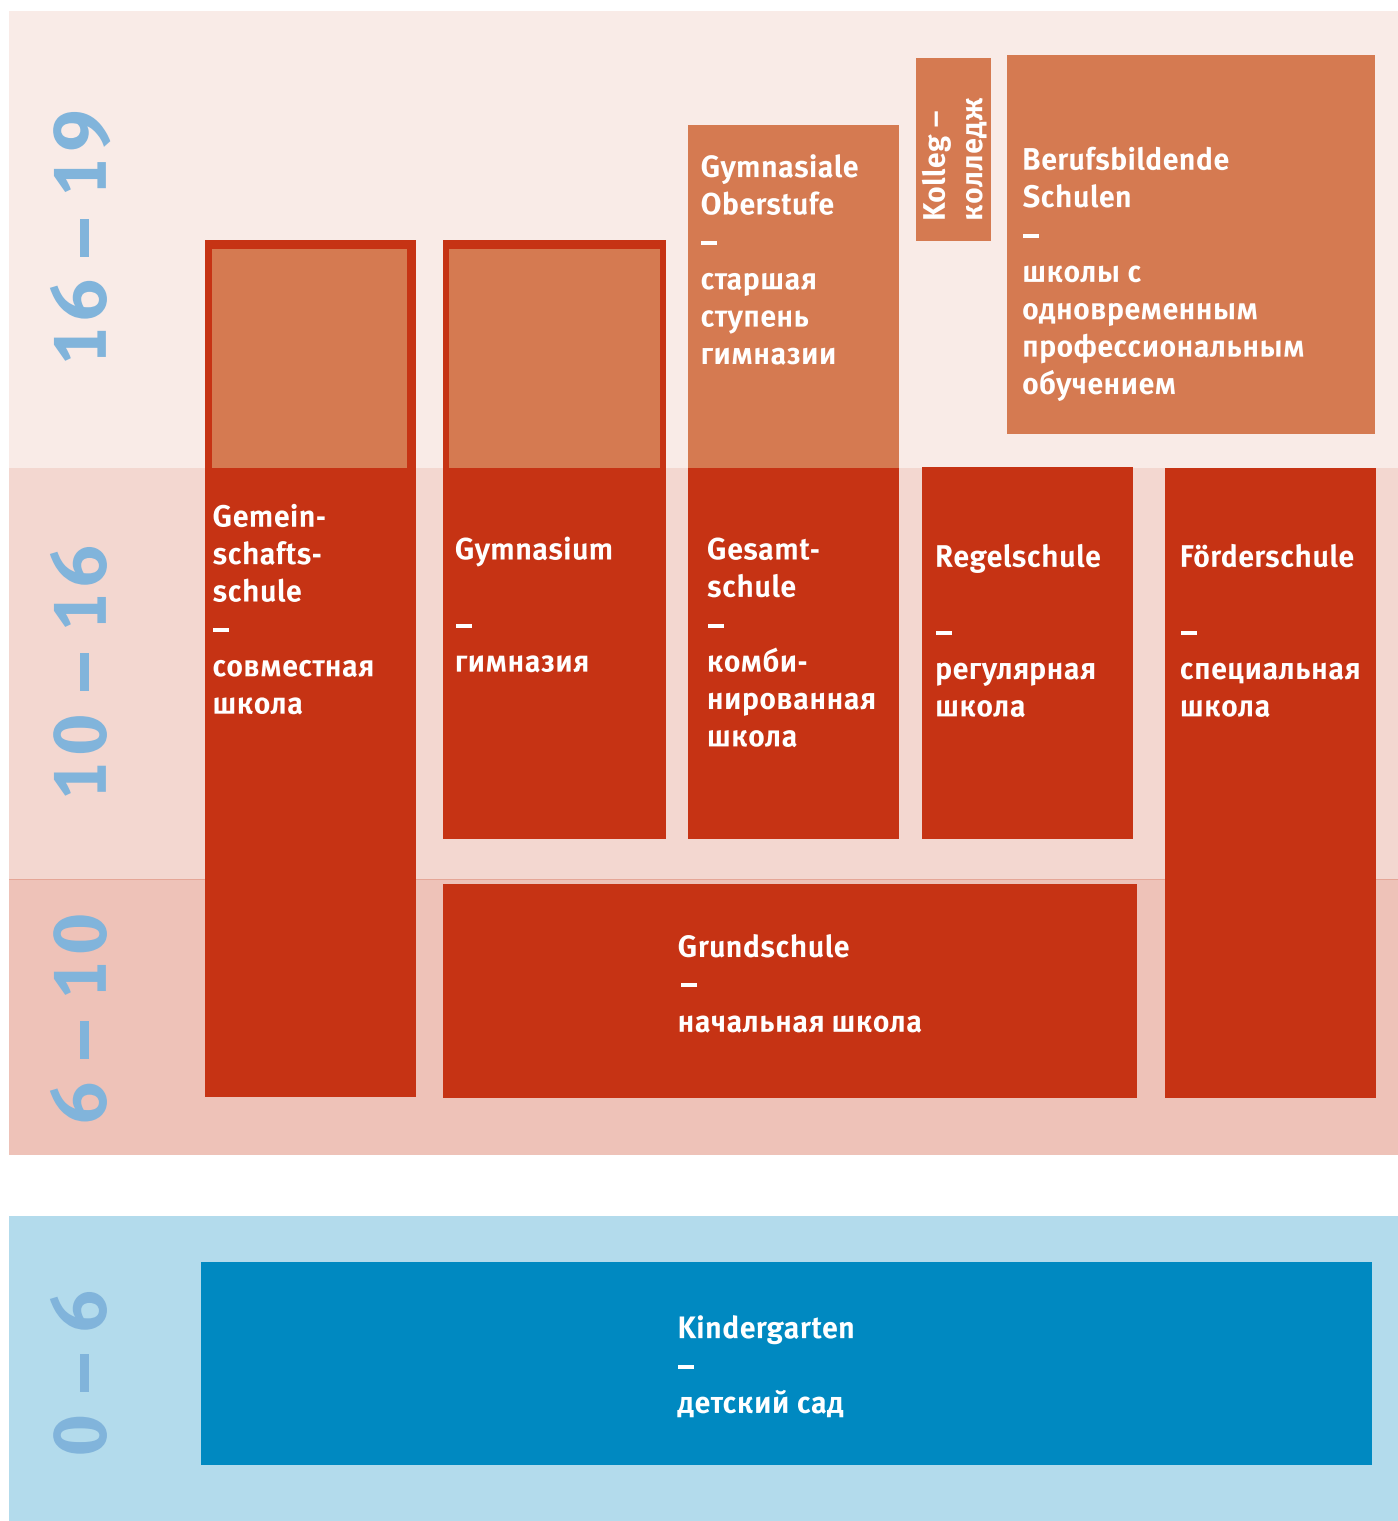 16 – 19
Gymnasiale
Oberstufe
–
старшая
ступень
гимназии
Kolleg –
колледж
Berufsbildende
Schulen
–
школы с
одновременным
профессиональным
обучением
10 – 16
Gemein-
schafts-
schule
–
совместная
школа
Gymnasium
–
гимназия
Gesamt-
schule
–
комби-
нированная
школа
Regelschule
–
регулярная
школа
Förderschule
–
специальная
школа
6 – 10
Grundschule
–
начальная школа
0 – 6
Kindergarten
–
детский сад